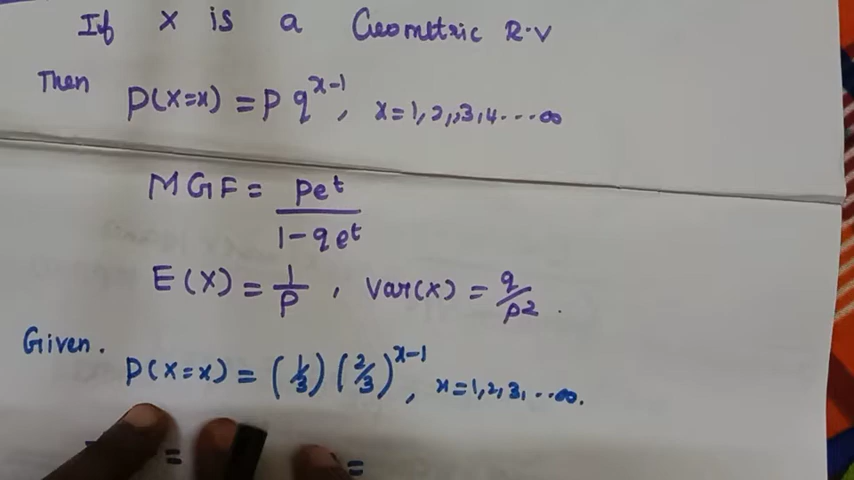 If x is a Geometric R.V
Then P(X=x) = p q^{x-1}, x=1,2,,3,4...∞
MGF = pe^t / 1-qe^t
E(X) = 1/P , Var(x) = q/p^2 .
Given.
P(X=x) = (1/3) (2/3)^{x-1}, x=1,2,3,...∞.
= =